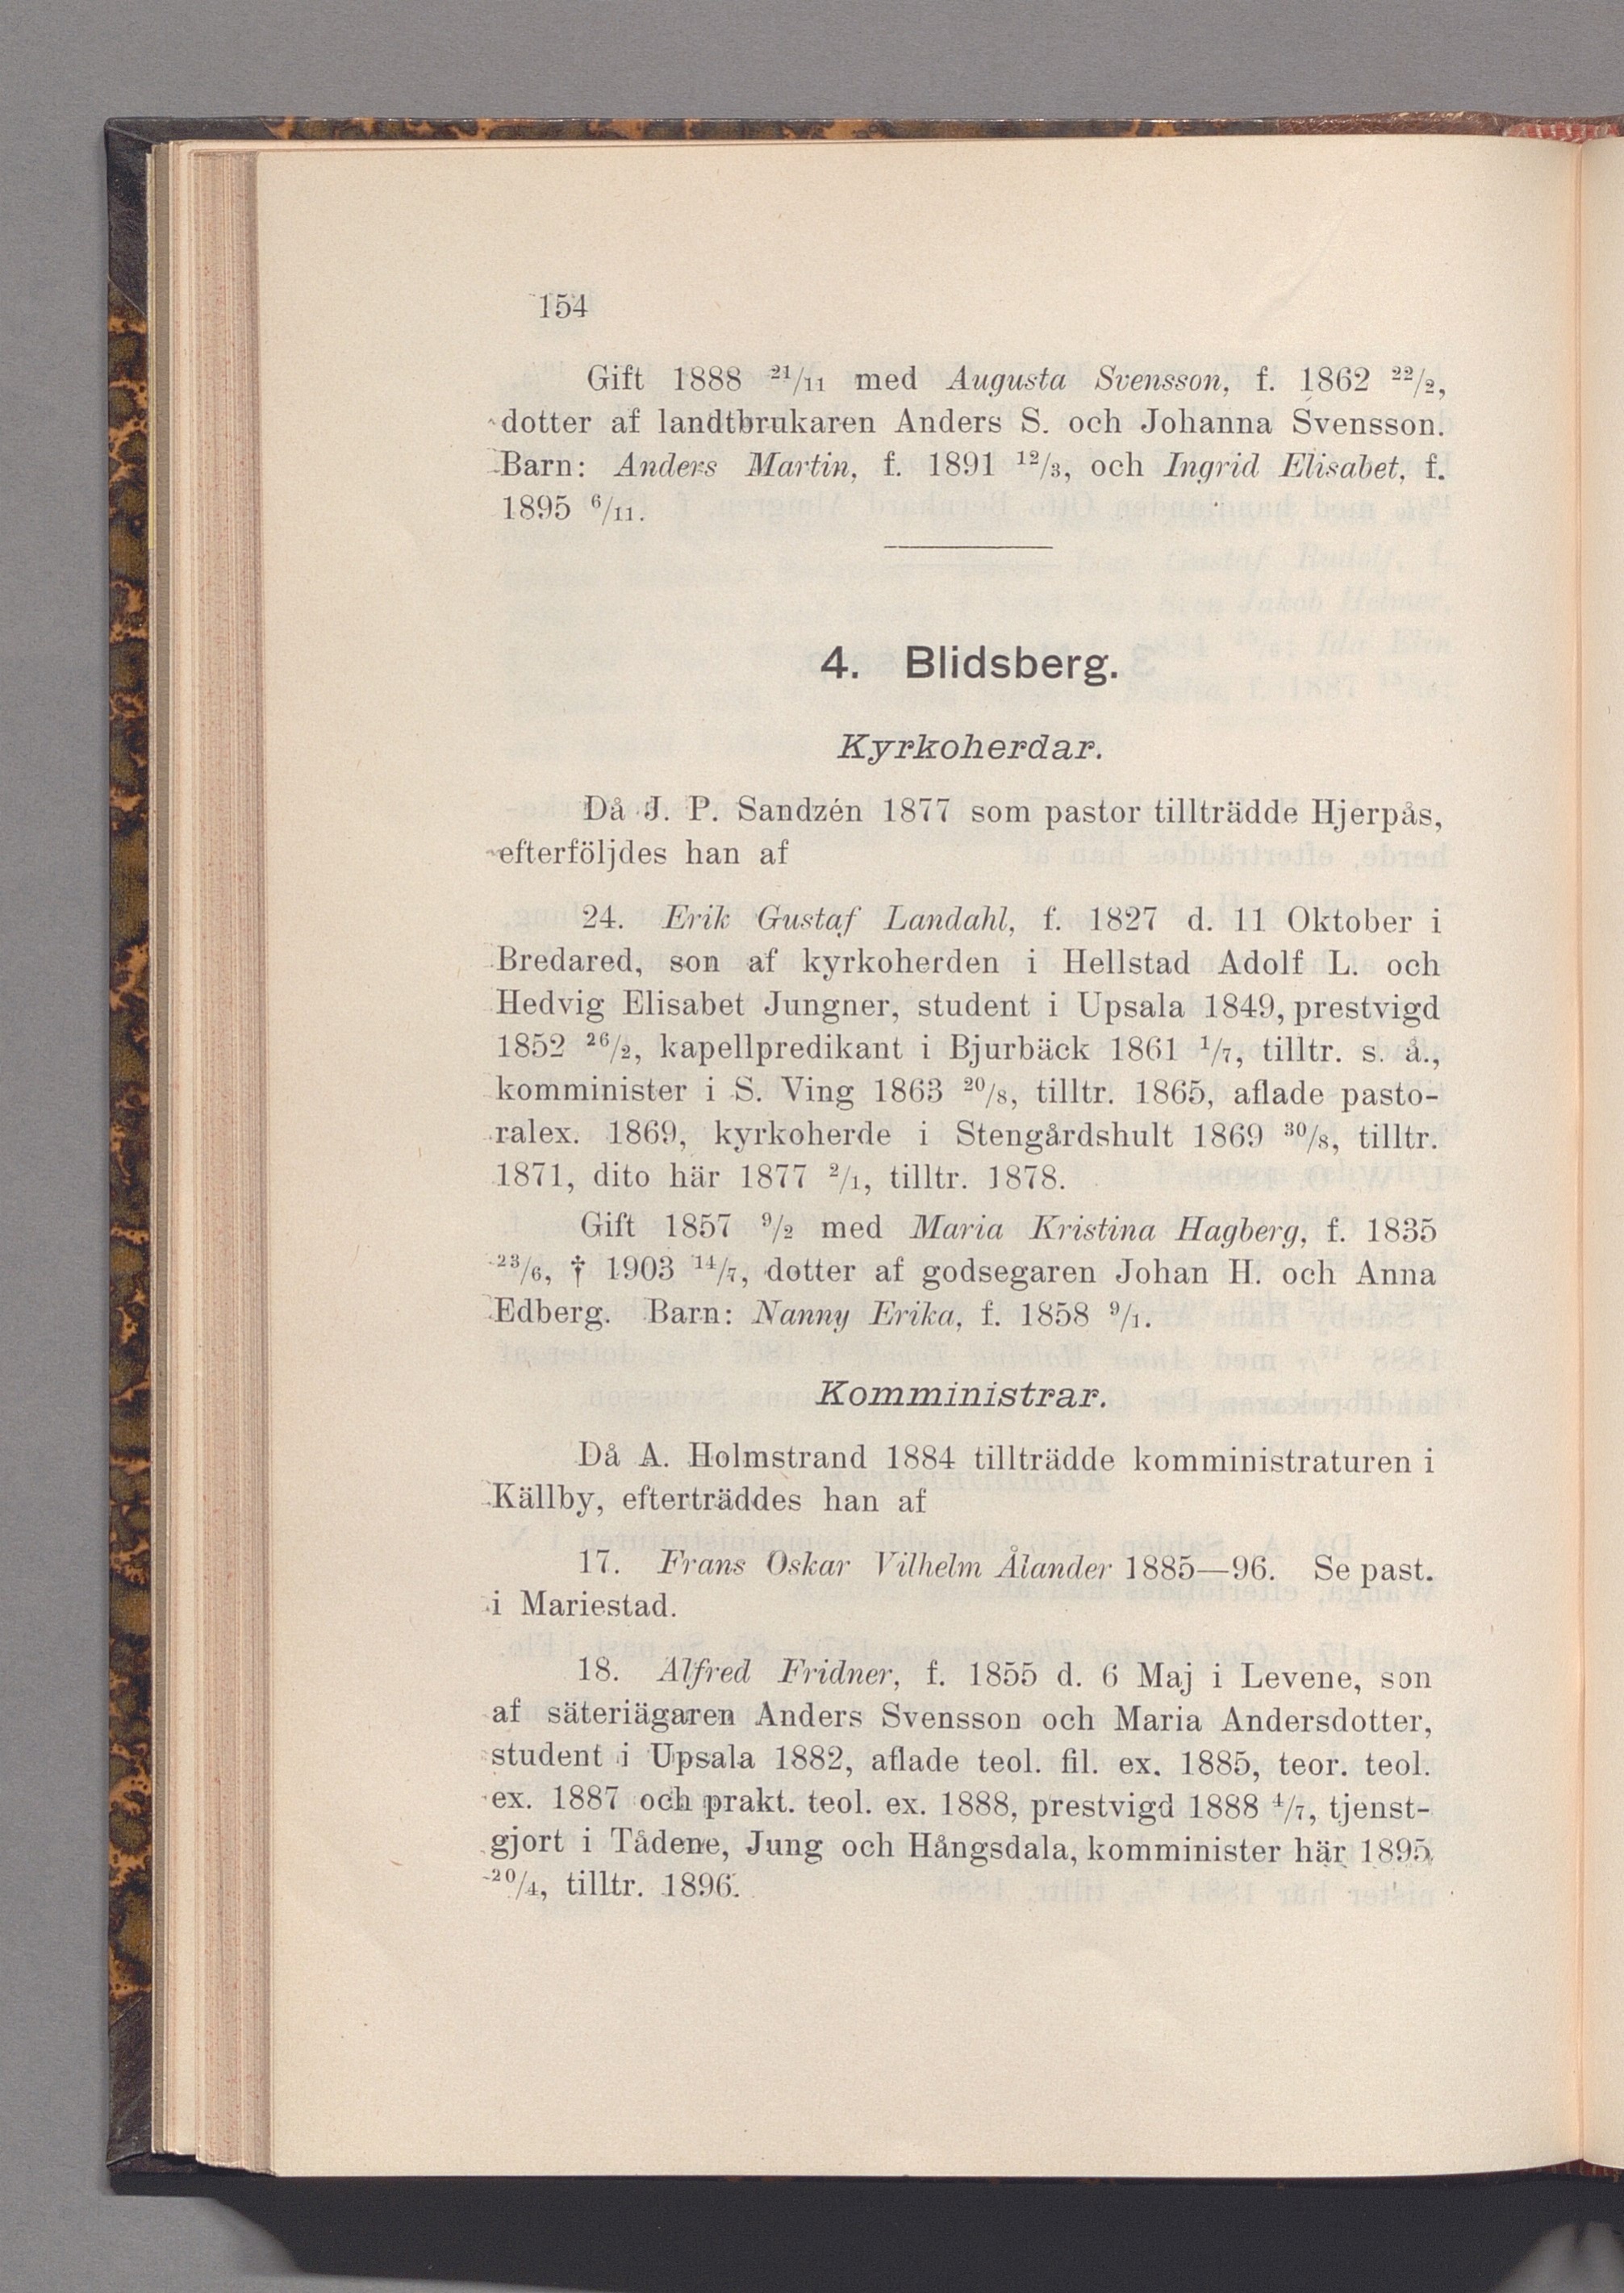 154
Gift 1888 21/11 med Augusta Svensson, f. 1862 22/2,
dotter af landtbrukaren Anders S. och Johanna Svensson.
Barn: Anders Martin, f. 1891 12/3, och Ingrid Elisabet, f.
1895 6/11.
4. Blidsberg.
Kyrkoherdar.
Då J. P. Sandzén 1877 som pastor tillträdde Hjerpås,
efterföljdes han af
24. Erik Gustaf Landahl, f. 1827 d. 11 Oktober i
Bredared, son af kyrkoherden i Hellstad Adolf L. och
Hedvig Elisabet Jungner, student i Upsala 1849, prestvigd
1852 26/2, kapellpredikant i Bjurbäck 1861 1/7, tilltr. s. å.,
komminister i S. Ving 1863 20/8, tilltr. 1865, aflade pasto-
ralex. 1869, kyrkoherde i Stengårdshult 1869 30/8, tilltr.
1871, dito här 1877 2/1, tilltr. 1878.
Gift 1857 9/2 med Maria Kristina Hagberg, f. 1835
23/6, † 1903 14/7, dotter af godsegaren Johan H. och Anna
Edberg. Barn: Nanny Erika, f. 1858 9/1.
Komministrar.
Då A. Holmstrand 1884 tillträdde komministraturen i
Källby, efterträddes han af
17. Frans Oskar Vilhelm Ålander 1885—96. Se past.
i Mariestad.
18. Alfred Fridner, f. 1855 d. 6 Maj i Levene, son
af säteriägaren Anders Svensson och Maria Andersdotter,
student i Upsala 1882, aflade teol. fil. ex. 1885, teor. teol.
ex. 1887 och prakt. teol. ex. 1888, prestvigd 1888 4/7, tjenst-
gjort i Tådene, Jung och Hångsdala, komminister här 1895
20/4, tilltr. 1896.